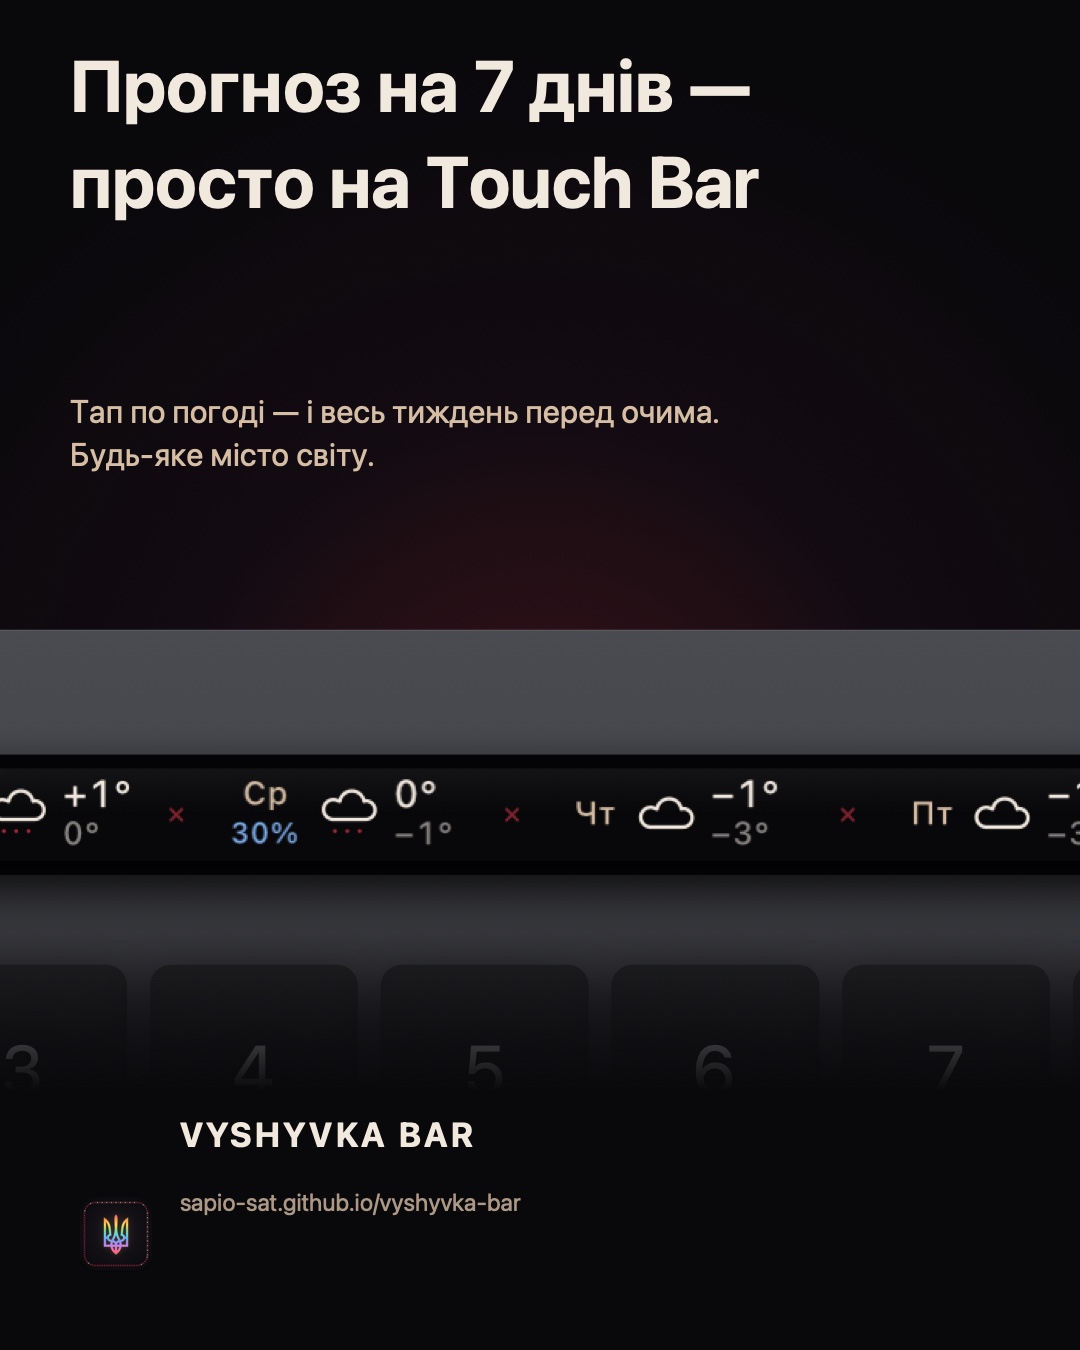 Прогноз на 7 днів —
просто на Touch Bar
Тап по погоді — і весь тиждень перед очима.
Будь-яке місто світу.
+1° Ср 0° Чт −1° Пт
0° 30% −1° −3°
3 4 5 6 7
VYSHYVKA BAR
sapio-sat.github.io/vyshyvka-bar